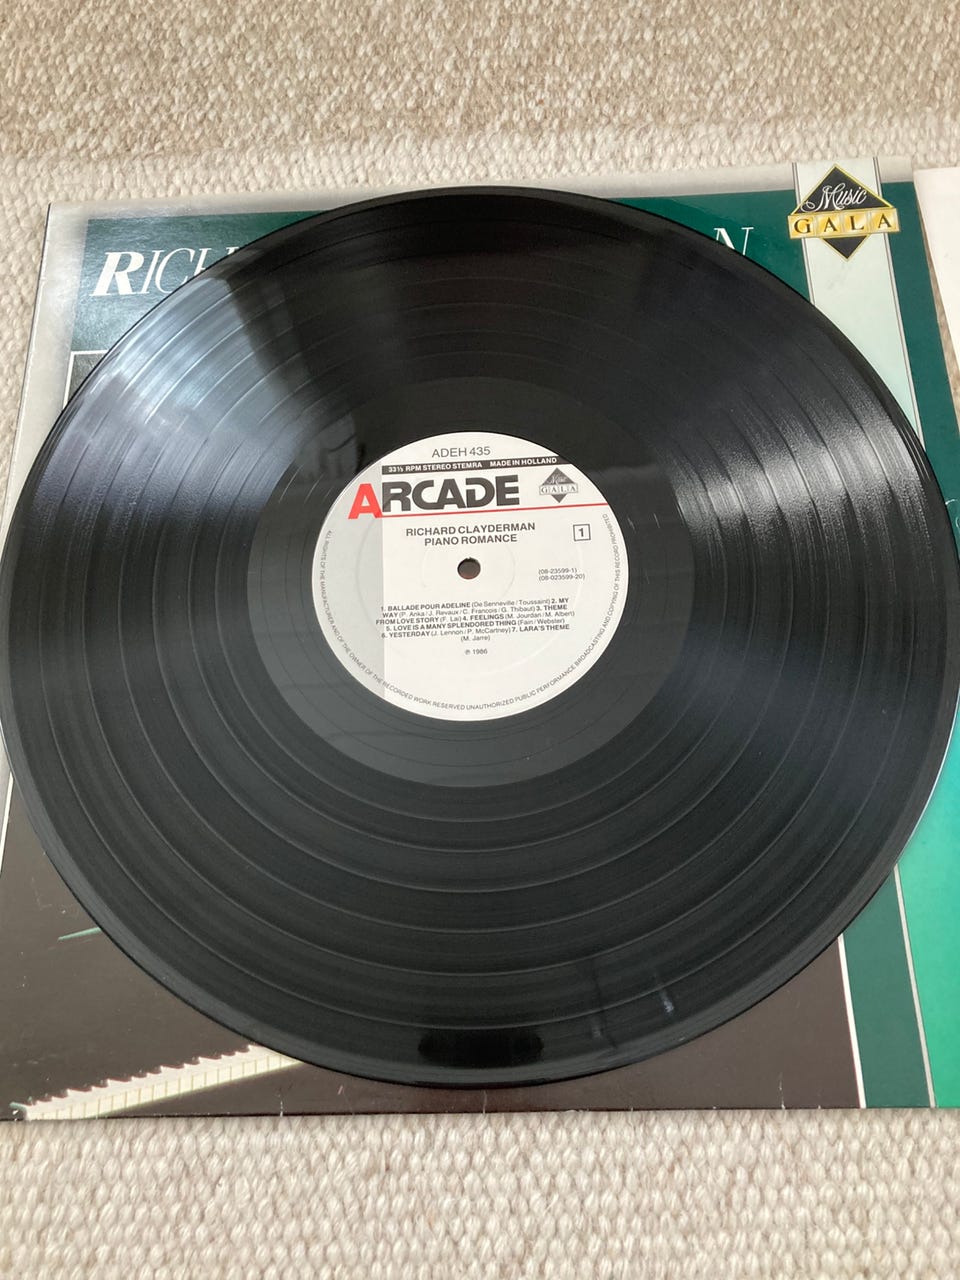 RICH N
Music
GALA
ADEH 435
33⅓ RPM STEREO STEMRA MADE IN HOLLAND
ARCADE
Music
GALA
RICHARD CLAYDERMAN
PIANO ROMANCE
1
(08-23599-1)
(08-023599-20)
1. BALLADE POUR ADELINE (De Senneville / Toussaint) 2. MY
WAY (P. Anka / J. Revaux / C. Francois / G. Thibaut) 3. THEME
FROM LOVE STORY (F. Lai) 4. FEELINGS (M. Jourdan / M. Albert)
5. LOVE IS A MANY SPLENDORED THING (Fain / Webster)
6. YESTERDAY (J. Lennon / P. McCartney) 7. LARA'S THEME
(M. Jarre)
℗ 1986
ALL RIGHTS OF THE MANUFACTURER AND OF THE OWNER OF THE RECORDED WORK RESERVED UNAUTHORIZED PUBLIC PERFORMANCE BROADCASTING AND COPYING OF THIS RECORD PROHIBITED